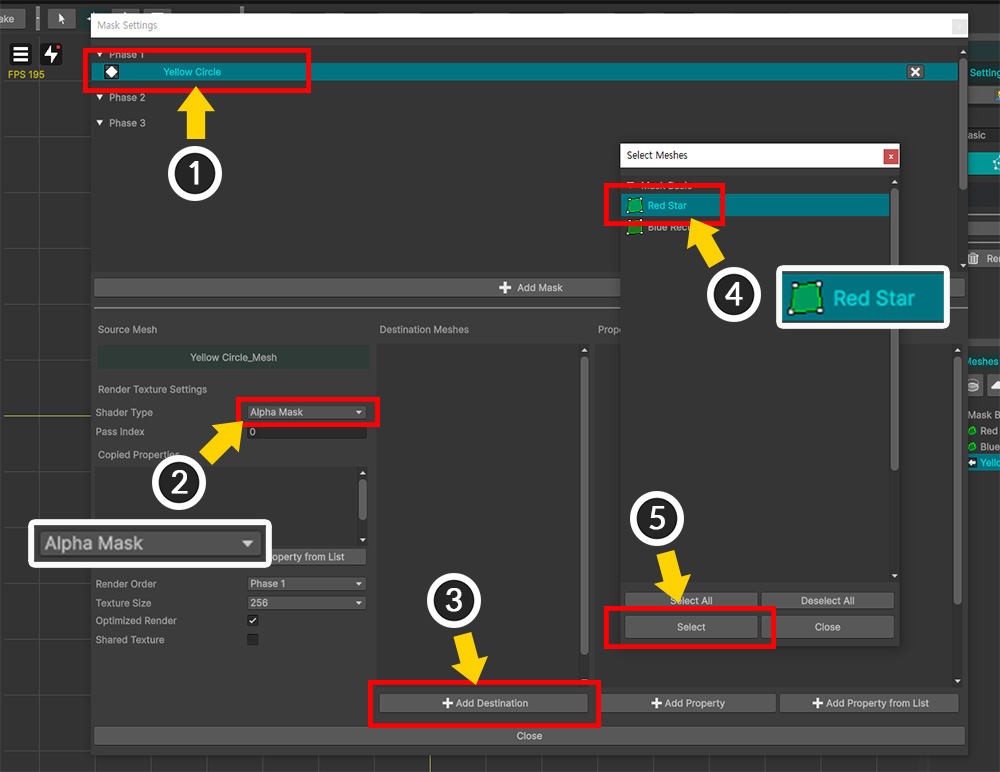 ake
Mask Settings
FPS 195
Phase 1
Yellow Circle
Phase 2
Phase 3
1
Setting
asic
Select Meshes
x
Mask Basic
Red Star
Blue Rect
4
Red Star
Add Mask
Source Mesh
Destination Meshes
Prope
Yellow Circle_Mesh
Render Texture Settings
Shader Type
Alpha Mask
Pass Index
0
Copied Properties
2
Alpha Mask
operty from List
Render Order
Phase 1
Texture Size
256
Optimized Render
Shared Texture
3
5
Select All
Deselect All
Select
Close
Add Destination
Add Property
Add Property from List
Close
Ren
Meshes
Mask B
Red
Blue
Yello